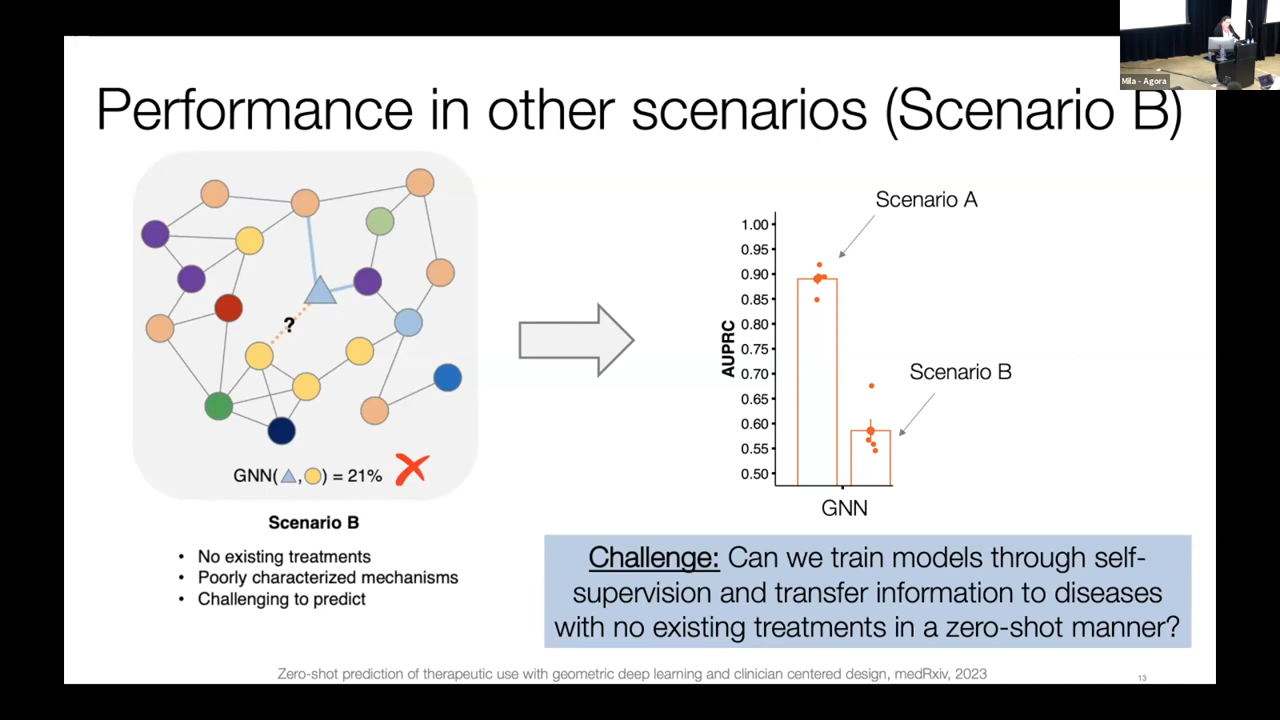 Mila - Agora
Performance in other scenarios (Scenario B)
?
GNN( , ) = 21%
Scenario B
• No existing treatments
• Poorly characterized mechanisms
• Challenging to predict
Scenario A
1.00
0.95
0.90
0.85
0.80
0.75
0.70
0.65
0.60
0.55
0.50
AUPRC
Scenario B
GNN
Challenge: Can we train models through self-
supervision and transfer information to diseases
with no existing treatments in a zero-shot manner?
Zero-shot prediction of therapeutic use with geometric deep learning and clinician centered design, medRxiv, 2023
13